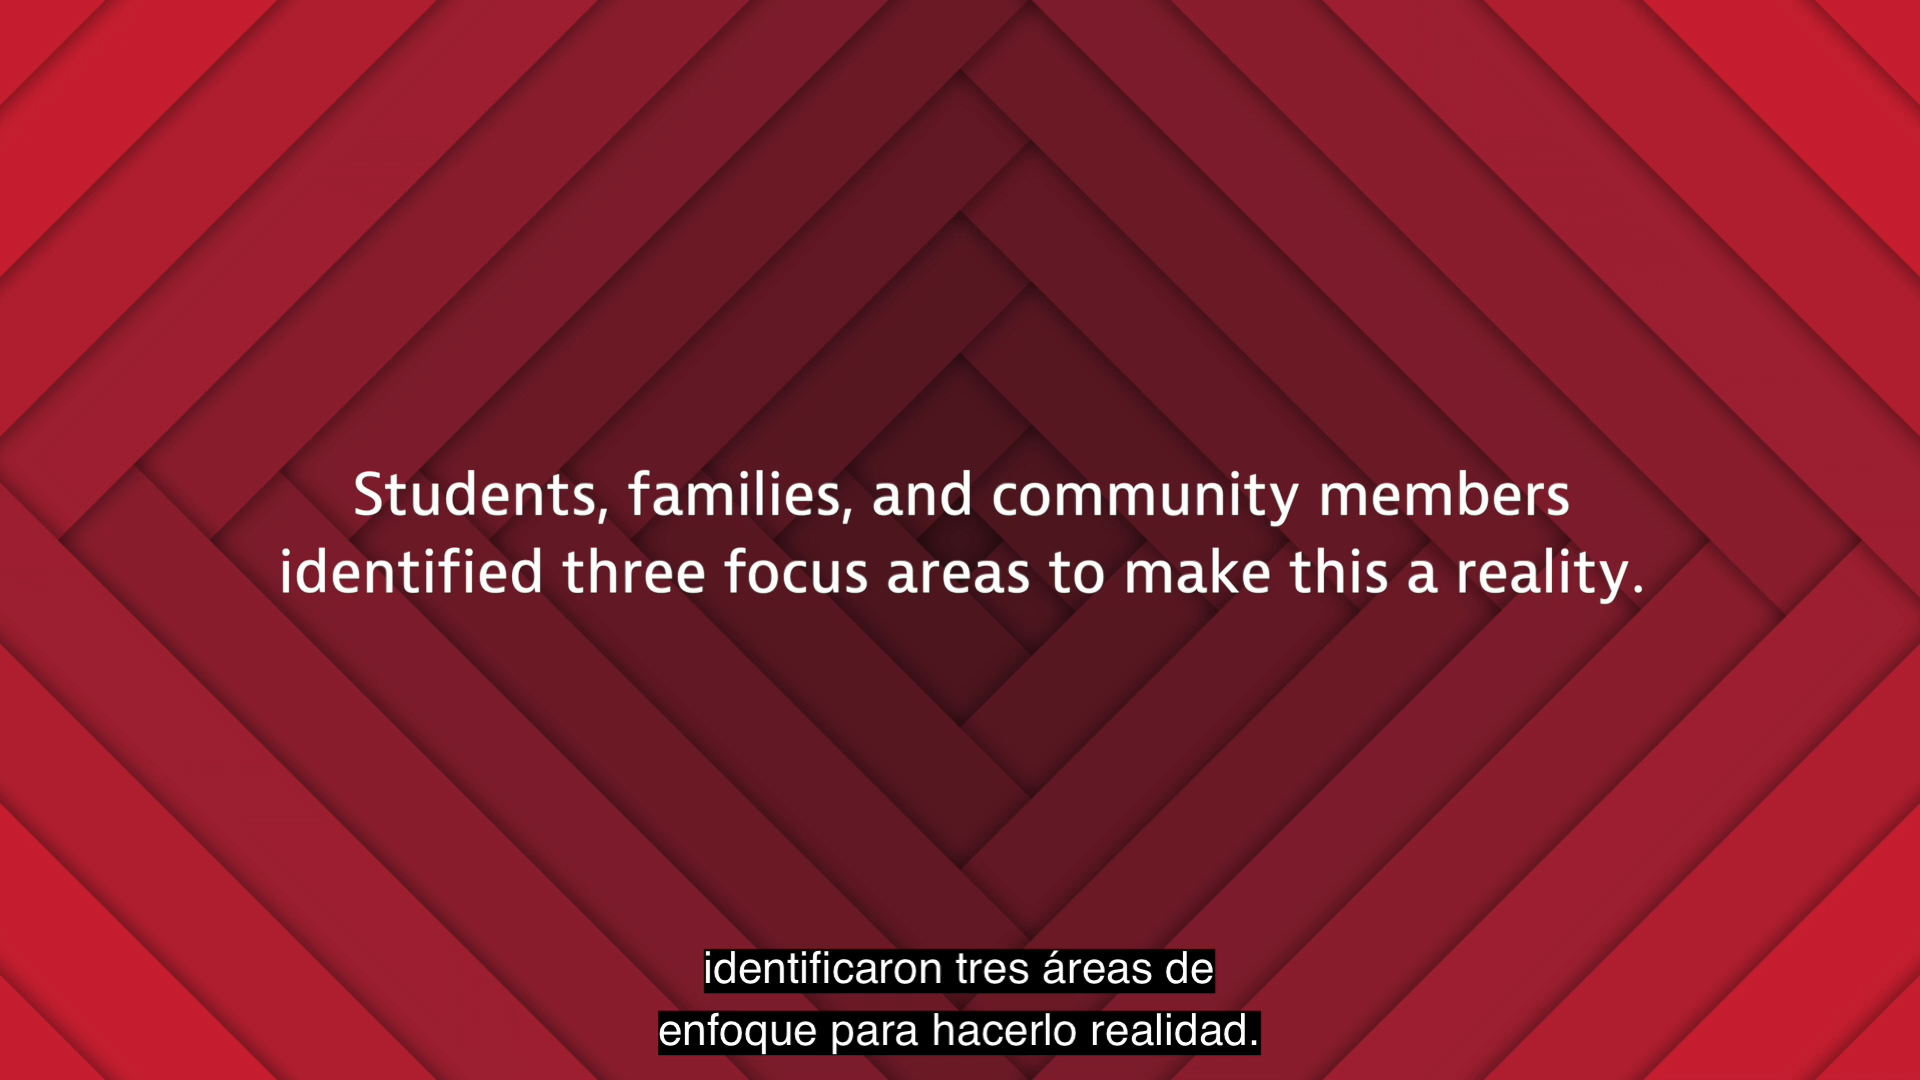 Students, families, and community members
identified three focus areas to make this a reality.
identificaron tres áreas de
enfoque para hacerlo realidad.